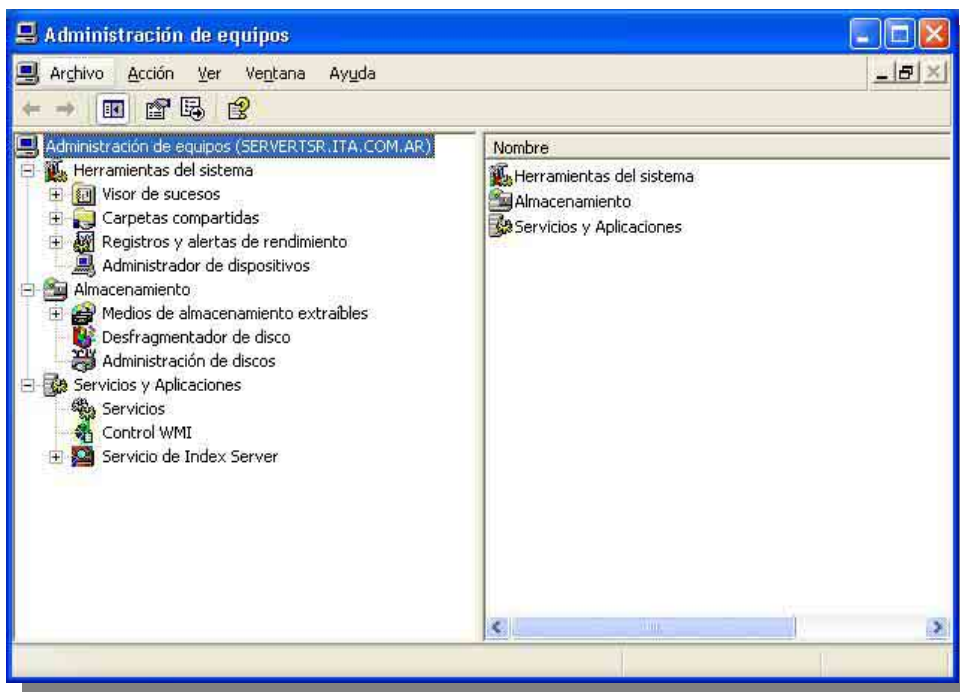 Administración de equipos
Archivo Acción Ver Ventana Ayuda
Administración de equipos (SERVERTSR.ITA.COM.AR)
Herramientas del sistema
Visor de sucesos
Carpetas compartidas
Registros y alertas de rendimiento
Administrador de dispositivos
Almacenamiento
Medios de almacenamiento extraíbles
Desfragmentador de disco
Administración de discos
Servicios y Aplicaciones
Servicios
Control WMI
Servicio de Index Server
Nombre
Herramientas del sistema
Almacenamiento
Servicios y Aplicaciones